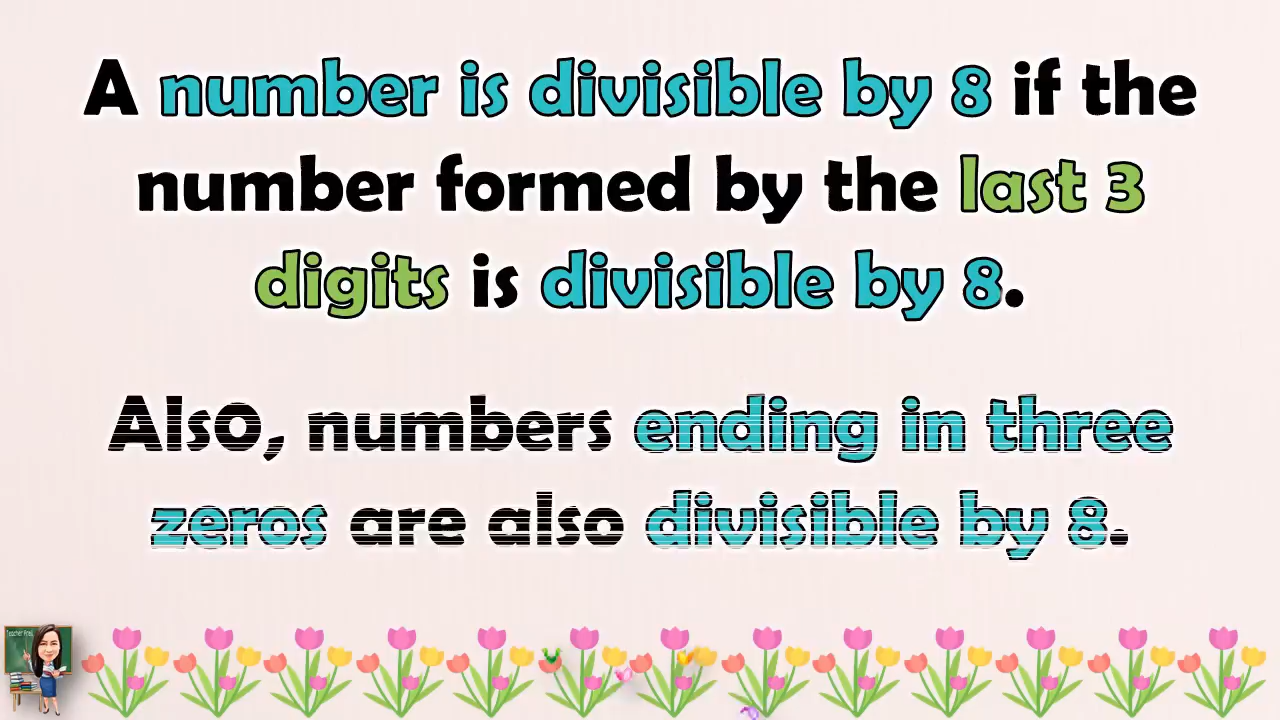 A number is divisible by 8 if the
number formed by the last 3
digits is divisible by 8.
AlsO, numbers ending in three
zeros are also divisible by 8.